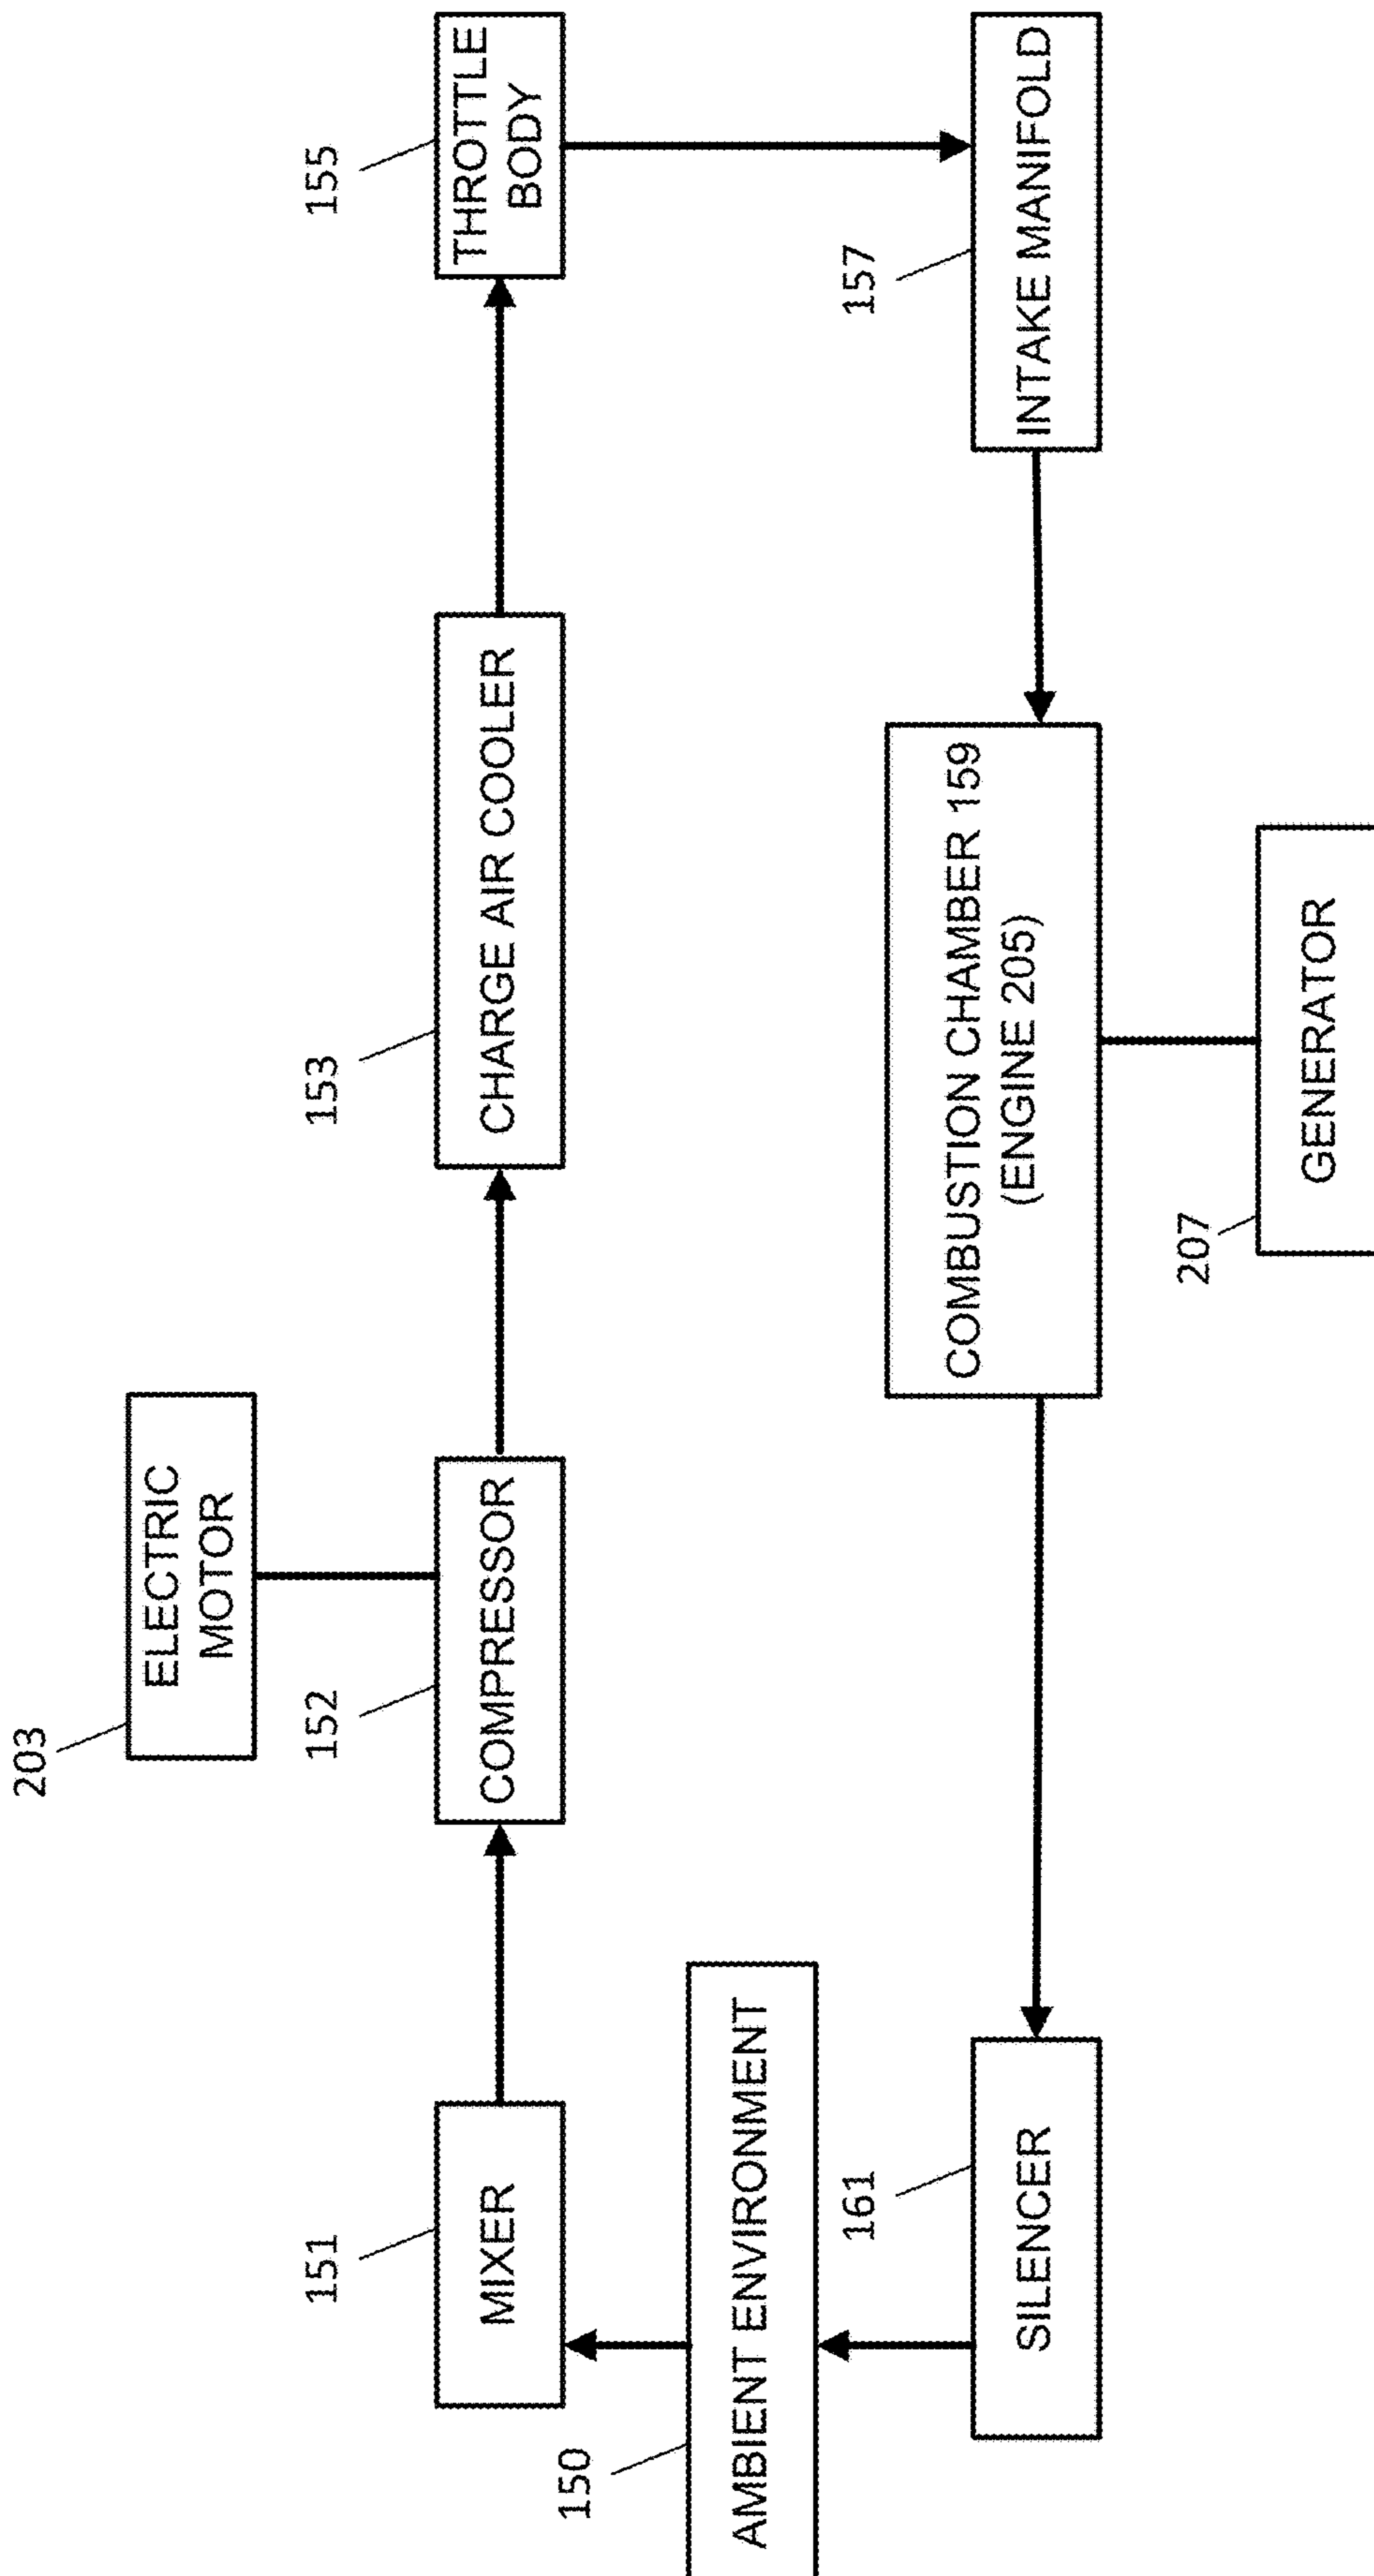 203
ELECTRIC
MOTOR
151
MIXER
152
COMPRESSOR
153
CHARGE AIR COOLER
155
THROTTLE
BODY
150
AMBIENT ENVIRONMENT
161
SILENCER
COMBUSTION CHAMBER 159
(ENGINE 205)
157
INTAKE MANIFOLD
207
GENERATOR